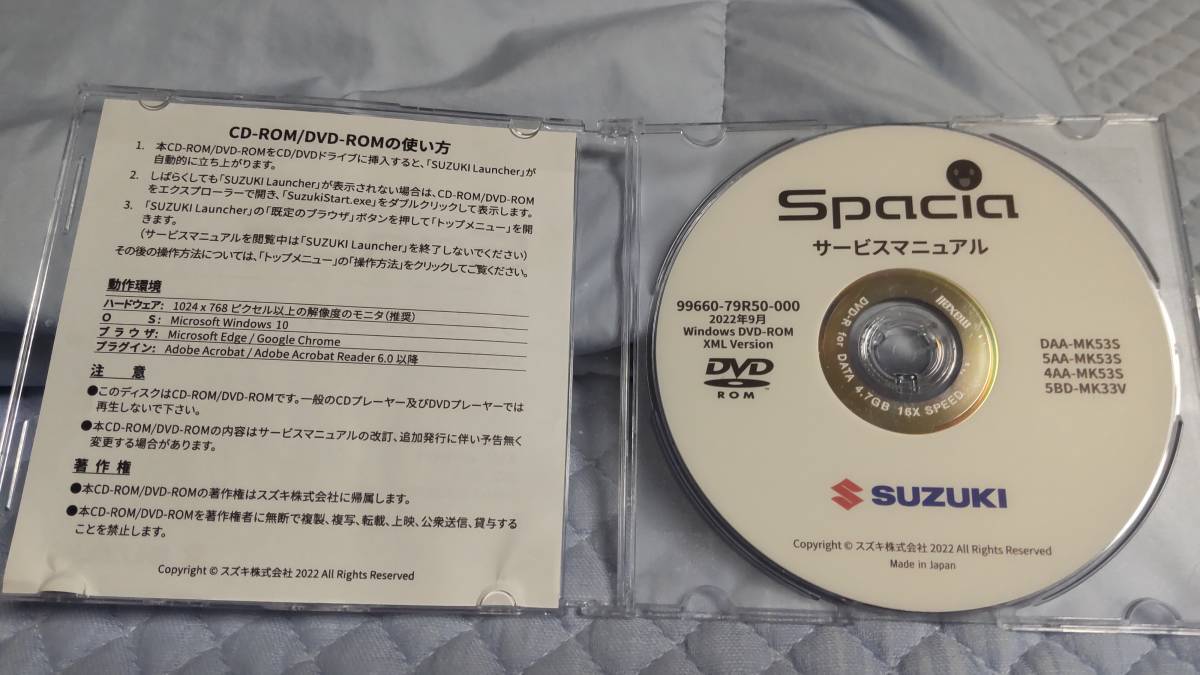 CD-ROM/DVD-ROMの使い方
1. 本CD-ROM/DVD-ROMをCD/DVDドライブに挿入すると、「SUZUKI Launcher」が
自動的に立ち上がります。
2. しばらくしても「SUZUKI Launcher」が表示されない場合は、CD-ROM/DVD-ROM
をエクスプローラーで開き、「SuzukiStart.exe」をダブルクリックして表示します。
3. 「SUZUKI Launcher」の「既定のブラウザ」ボタンを押して「トップメニュー」を開
きます。
(サービスマニュアルを閲覧中は「SUZUKI Launcher」を終了しないでください)
その後の操作方法については、「トップメニュー」の「操作方法」をクリックしてご覧ください。
動作環境
ハードウェア: 1024 x 768 ピクセル以上の解像度のモニタ(推奨)
O S: Microsoft Windows 10
ブラウザ: Microsoft Edge / Google Chrome
プラグイン: Adobe Acrobat / Adobe Acrobat Reader 6.0 以降
注 意
●このディスクはCD-ROM/DVD-ROMです。一般のCDプレーヤー及びDVDプレーヤーでは
再生しないで下さい。
●本CD-ROM/DVD-ROMの内容はサービスマニュアルの改訂、追加発行に伴い予告無く
変更する場合があります。
著 作 権
●本CD-ROM/DVD-ROMの著作権はスズキ株式会社に帰属します。
●本CD-ROM/DVD-ROMを著作権者に無断で複製、複写、転載、上映、公衆送信、貸与する
ことを禁止します。
Copyright © スズキ株式会社 2022 All Rights Reserved
Spacia
サービスマニュアル
99660-79R50-000
2022年9月
Windows DVD-ROM
XML Version
DVD
ROM
maxell
DVD-R for DATA 4.7GB 16X SPEED
DAA-MK53S
5AA-MK53S
4AA-MK53S
5BD-MK33V
SUZUKI
Copyright © スズキ株式会社 2022 All Rights Reserved
Made in Japan